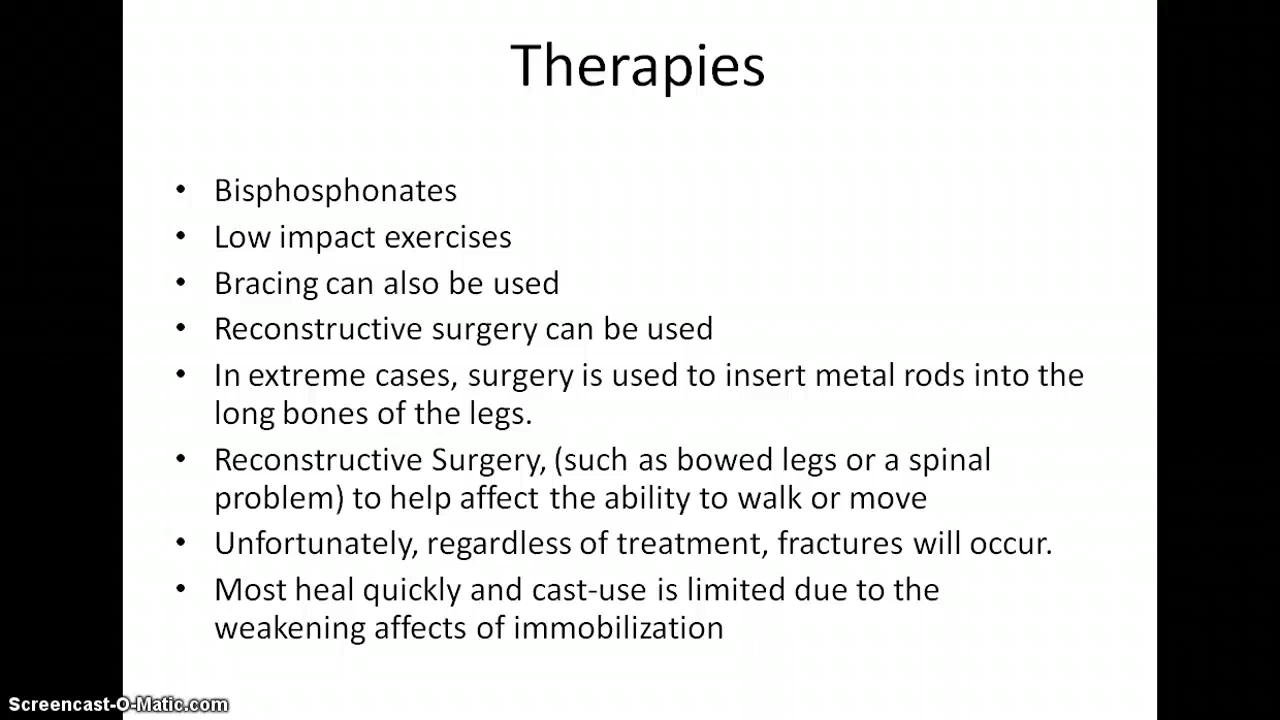 Therapies
• Bisphosphonates
• Low impact exercises
• Bracing can also be used
• Reconstructive surgery can be used
• In extreme cases, surgery is used to insert metal rods into the
long bones of the legs.
• Reconstructive Surgery, (such as bowed legs or a spinal
problem) to help affect the ability to walk or move
• Unfortunately, regardless of treatment, fractures will occur.
• Most heal quickly and cast-use is limited due to the
weakening affects of immobilization
Screencast-O-Matic.com